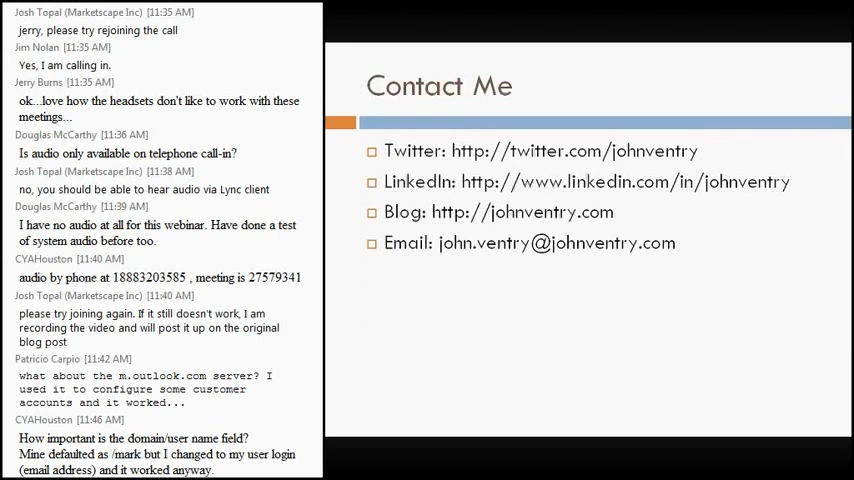 Josh Topal (Marketscape Inc) [11:35 AM]
jerry, please try rejoining the call
Jim Nolan [11:35 AM]
Yes, I am calling in.
Jerry Burns [11:35 AM]
ok...love how the headsets don't like to work with these
meetings...
Douglas McCarthy [11:36 AM]
Is audio only available on telephone call-in?
Josh Topal (Marketscape Inc) [11:38 AM]
no, you should be able to hear audio via Lync client
Douglas McCarthy [11:39 AM]
I have no audio at all for this webinar. Have done a test
of system audio before too.
CYAHouston [11:40 AM]
audio by phone at 18883203585 , meeting is 27579341
Josh Topal (Marketscape Inc) [11:40 AM]
please try joining again. If it still doesn't work, I am
recording the video and will post it up on the original
blog post
Patricio Carpio [11:42 AM]
what about the m.outlook.com server? I
used it to configure some customer
accounts and it worked...
CYAHouston [11:46 AM]
How important is the domain/user name field?
Mine defaulted as /mark but I changed to my user login
(email address) and it worked anyway.
Contact Me
Twitter: http://twitter.com/johnventry
LinkedIn: http://www.linkedin.com/in/johnventry
Blog: http://johnventry.com
Email: john.ventry@johnventry.com